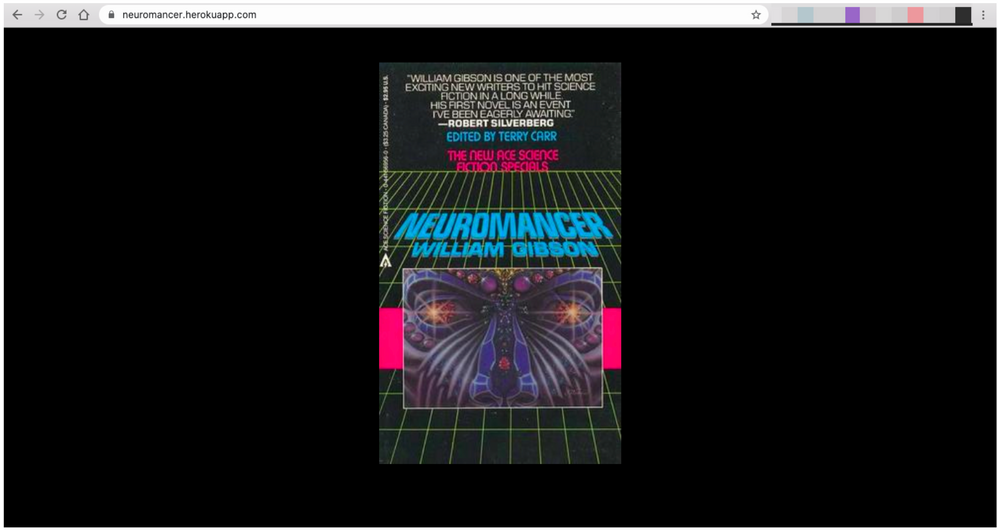 neuromancer.herokuapp.com
"WILLIAM GIBSON IS ONE OF THE MOST
EXCITING NEW WRITERS TO HIT SCIENCE
FICTION IN A LONG WHILE.
HIS FIRST NOVEL IS AN EVENT
I'VE BEEN EAGERLY AWAITING."
—ROBERT SILVERBERG
EDITED BY TERRY CARR
THE NEW ACE SCIENCE
FICTION SPECIALS
NEUROMANCER
WILLIAM GIBSON
ACE SCIENCE FICTION ($3.25 CANADA) $2.95 U.S.